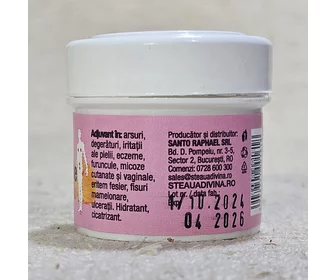 Adjuvant în: arsuri,
degerături, iritații
ale pielii, eczeme,
furuncule, micoze
cutanate și vaginale,
eritem fesier, fisuri
mamelonare,
ulcerații. Hidratant,
cicatrizant.
Producător și distribuitor:
SANTO RAPHAEL SRL
Bd. D. Pompeiu, nr. 3-5,
Sector 2, București, RO
Comenzi: 0728 600 300
sales@steauadivina.ro
STEAUADIVINA.RO
Lot nr. / data fab.
17 10.2024
04 2026